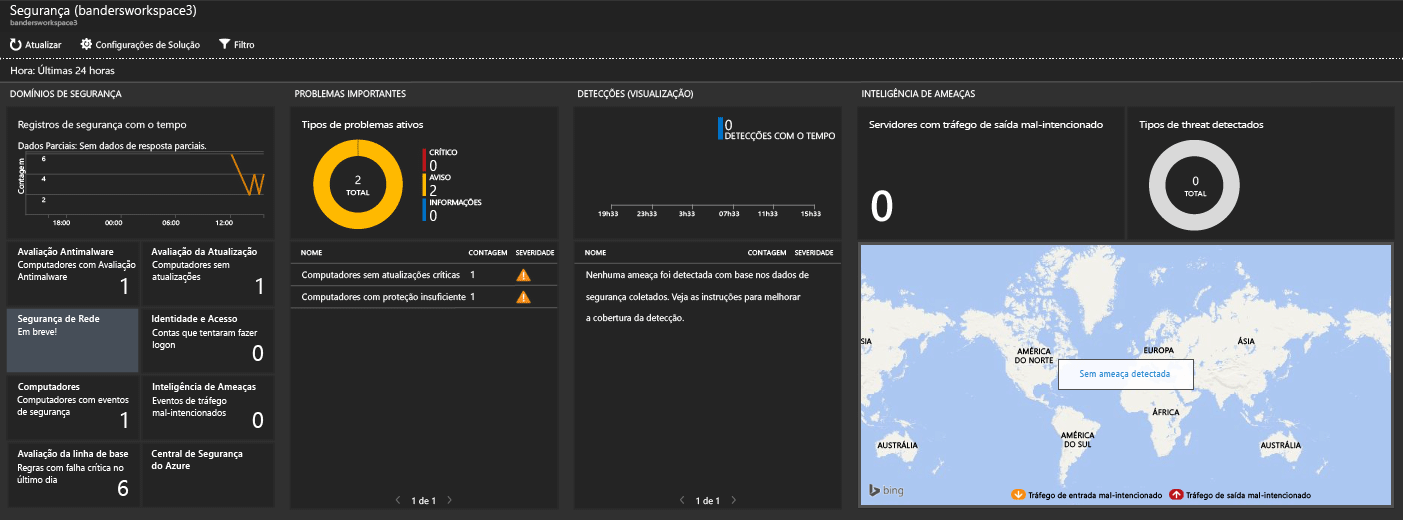 Segurança (bandersworkspace3)
bandersworkspace3
Atualizar
Configurações de Solução
Filtro
Hora: Últimas 24 horas
DOMÍNIOS DE SEGURANÇA
Registros de segurança com o tempo
Dados Parciais: Sem dados de resposta parciais.
Contagem
6
4
2
18:00
00:00
06:00
12:00
Avaliação Antimalware
Computadores com Avaliação
Antimalware
1
Avaliação da Atualização
Computadores sem
atualizações
1
Segurança de Rede
Em breve!
Identidade e Acesso
Contas que tentaram fazer
logon
0
Computadores
Computadores com eventos
de segurança
1
Inteligência de Ameaças
Eventos de tráfego
mal-intencionados
0
Avaliação da linha de base
Regras com falha crítica no
último dia
6
Central de Segurança
do Azure
PROBLEMAS IMPORTANTES
Tipos de problemas ativos
2
TOTAL
CRÍTICO
0
AVISO
2
INFORMAÇÕES
0
NOME CONTAGEM SEVERIDADE
Computadores sem atualizações críticas 1
Computadores com proteção insuficiente 1
1 de 1
DETECÇÕES (VISUALIZAÇÃO)
0
DETECÇÕES COM O TEMPO
19h33
23h33
3h33
07h33
11h33
15h33
NOME CONTAGEM SEVERIDADE
Nenhuma ameaça foi detectada com base nos dados de
segurança coletados. Veja as instruções para melhorar
a cobertura da detecção.
1 de 1
INTELIGÊNCIA DE AMEAÇAS
Servidores com tráfego de saída mal-intencionado
0
Tipos de threat detectados
0
TOTAL
SIA
AMÉRICA
DO NORTE
EUROPA
ÁSIA
Sem ameaça detectada
ÁFRICA
AMÉRICA
DO SUL
AUSTRÁLIA
AUSTRÁLIA
bing
Tráfego de entrada mal-intencionado
Tráfego de saída mal-intencionado